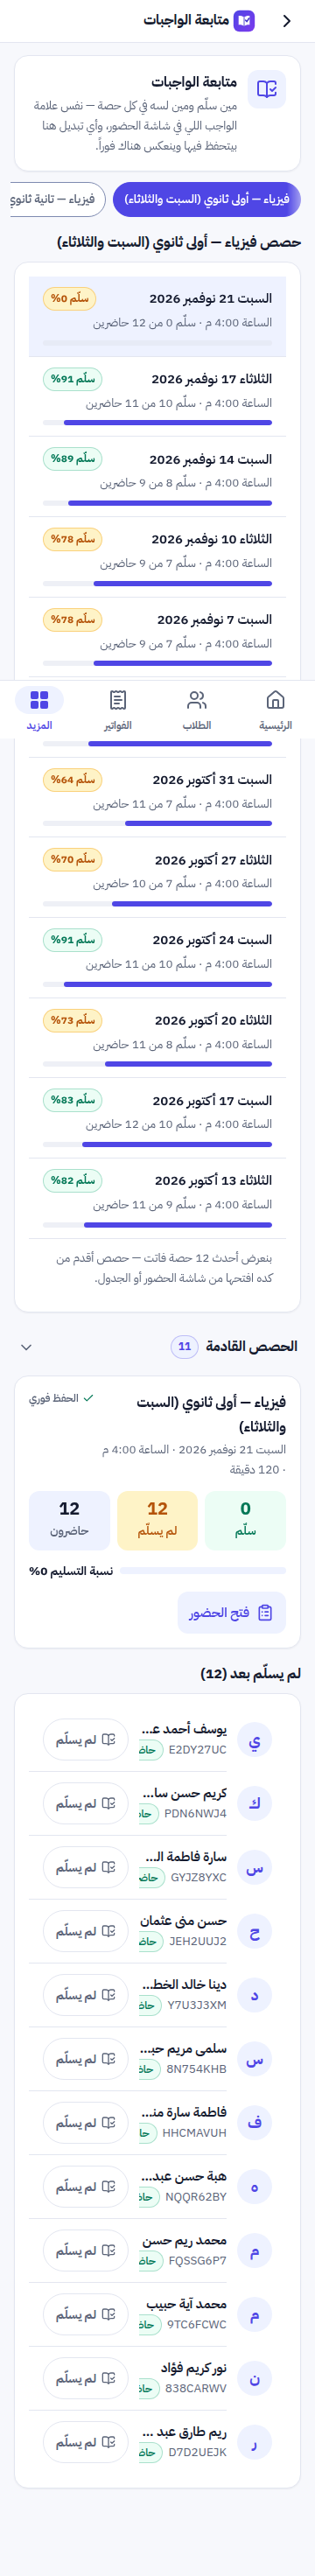 متابعة الواجبات
متابعة الواجبات
مين سلّم ومين لسه في كل حصة — نفس علامة
الواجب اللي في شاشة الحضور، وأي تبديل هنا
بيتحفظ فيها وينعكس هناك فوراً.
فيزياء — أولى ثانوي (السبت والثلاثاء)
فيزياء — تانية ثانوي
حصص فيزياء — أولى ثانوي (السبت والثلاثاء)
السبت 21 نوفمبر 2026
سلّم 0%
الساعة 4:00 م · سلّم 0 من 12 حاضرين
الثلاثاء 17 نوفمبر 2026
سلّم 91%
الساعة 4:00 م · سلّم 10 من 11 حاضرين
السبت 14 نوفمبر 2026
سلّم 89%
الساعة 4:00 م · سلّم 8 من 9 حاضرين
الثلاثاء 10 نوفمبر 2026
سلّم 78%
الساعة 4:00 م · سلّم 7 من 9 حاضرين
السبت 7 نوفمبر 2026
سلّم 78%
الساعة 4:00 م · سلّم 7 من 9 حاضرين
الرئيسية
الطلاب
الفواتير
المزيد
السبت 31 أكتوبر 2026
سلّم 64%
الساعة 4:00 م · سلّم 7 من 11 حاضرين
الثلاثاء 27 أكتوبر 2026
سلّم 70%
الساعة 4:00 م · سلّم 7 من 10 حاضرين
السبت 24 أكتوبر 2026
سلّم 91%
الساعة 4:00 م · سلّم 10 من 11 حاضرين
الثلاثاء 20 أكتوبر 2026
سلّم 73%
الساعة 4:00 م · سلّم 8 من 11 حاضرين
السبت 17 أكتوبر 2026
سلّم 83%
الساعة 4:00 م · سلّم 10 من 12 حاضرين
الثلاثاء 13 أكتوبر 2026
سلّم 82%
الساعة 4:00 م · سلّم 9 من 11 حاضرين
بنعرض أحدث 12 حصة فاتت — حصص أقدم من
كده افتحها من شاشة الحضور أو الجدول.
الحصص القادمة
11
فيزياء — أولى ثانوي (السبت
والثلاثاء)
الحفظ فوري
السبت 21 نوفمبر 2026 · الساعة 4:00 م
· 120 دقيقة
0
سلّم
12
لم يسلّم
12
حاضرون
نسبة التسليم 0%
فتح الحضور
لم يسلّم بعد (12)
ي
يوسف أحمد عـ...
E2DY27UC
لم يسلّم
ك
كريم حسن سا...
PDN6NWJ4
لم يسلّم
س
سارة فاطمة الـ...
GYJZ8YXC
لم يسلّم
ح
حسن منى عثمان
JEH2UUJ2
لم يسلّم
د
دينا خالد الخط...
Y7U3J3XM
لم يسلّم
س
سلمى مريم حبـ...
8N754KHB
لم يسلّم
ف
فاطمة سارة منـ...
HHCMAVUH
لم يسلّم
ه
هبة حسن عبد...
NQQR62BY
لم يسلّم
م
محمد ريم حسن
FQSSG6P7
لم يسلّم
م
محمد آية حبيب
9TC6FCWC
لم يسلّم
ن
نور كريم فؤاد
838CARWV
لم يسلّم
ر
ريم طارق عبد ...
D7D2UEJK
لم يسلّم